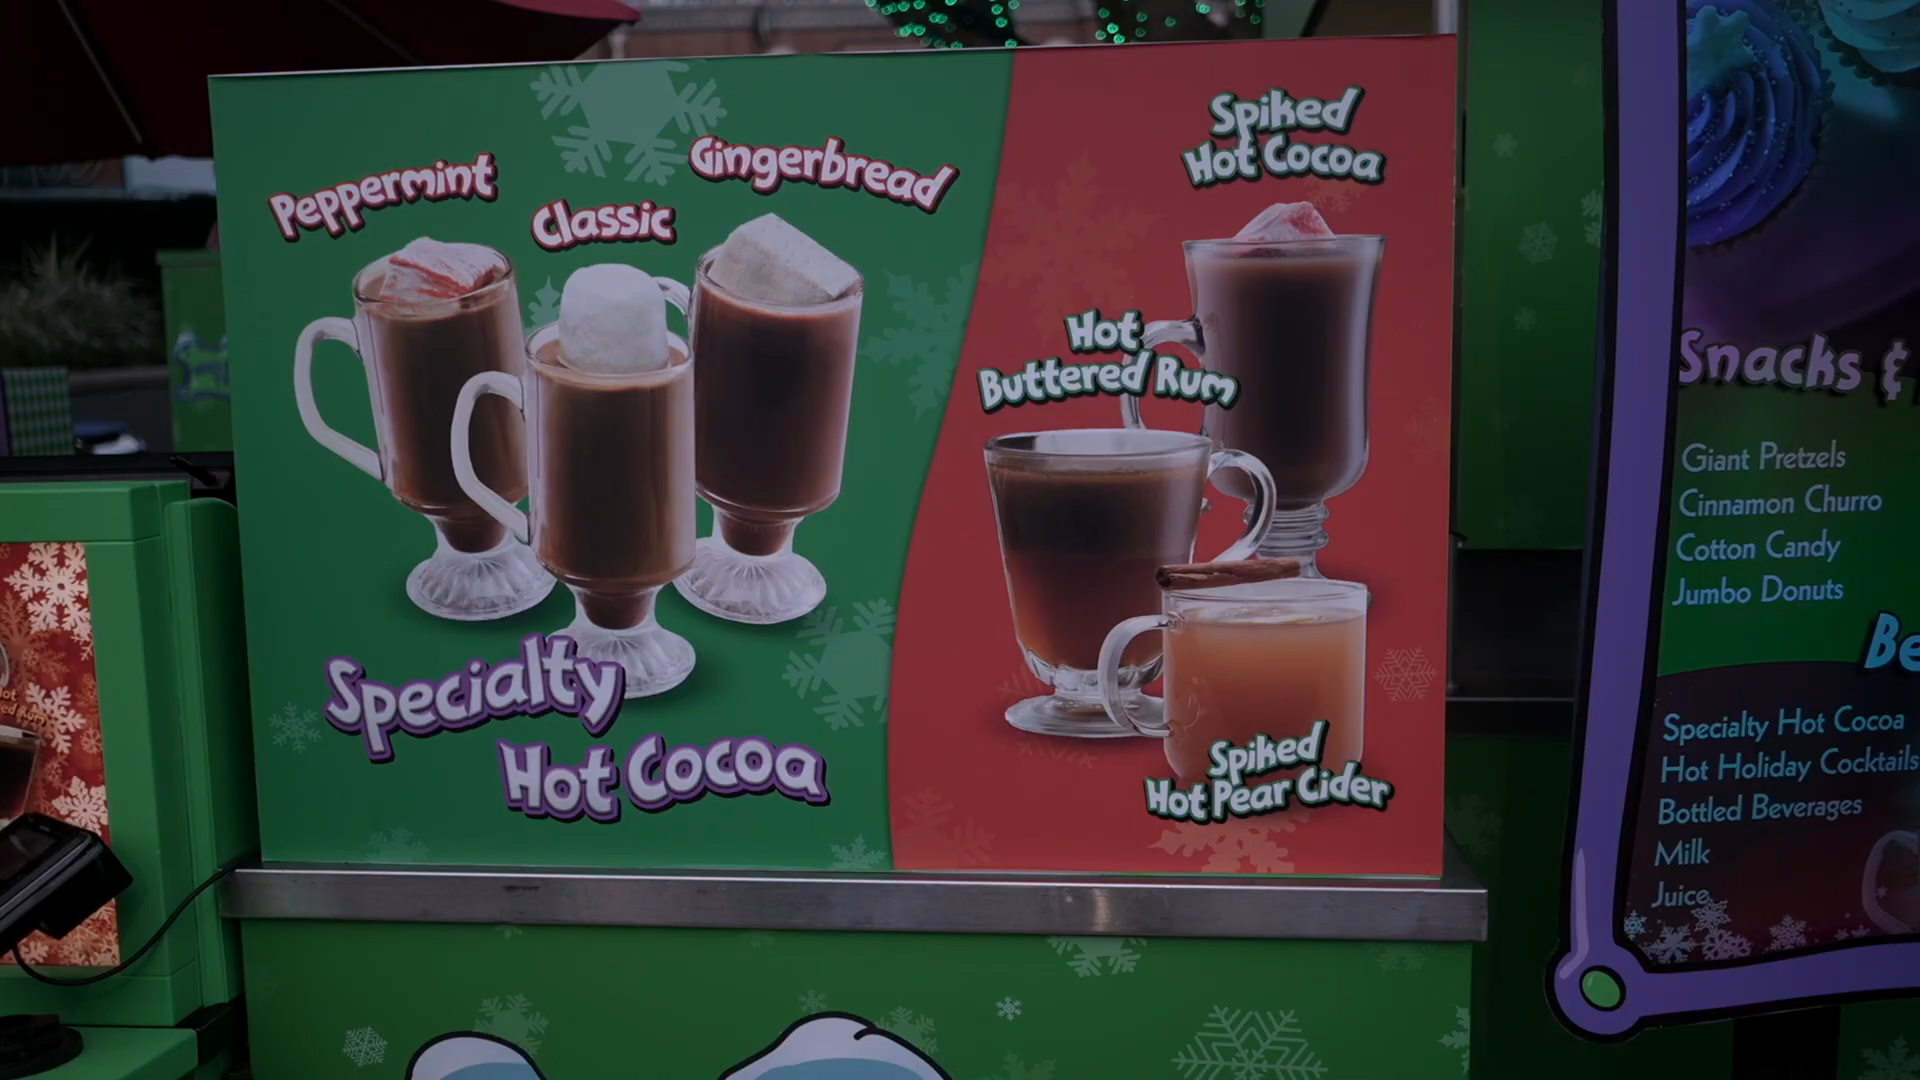 Peppermint
Classic
Gingerbread
Specialty
Hot Cocoa
Spiked
Hot Cocoa
Hot
Buttered Rum
Spiked
Hot Pear Cider
Snacks &
Giant Pretzels
Cinnamon Churro
Cotton Candy
Jumbo Donuts
Be
Specialty Hot Cocoa
Hot Holiday Cocktails
Bottled Beverages
Milk
Juice